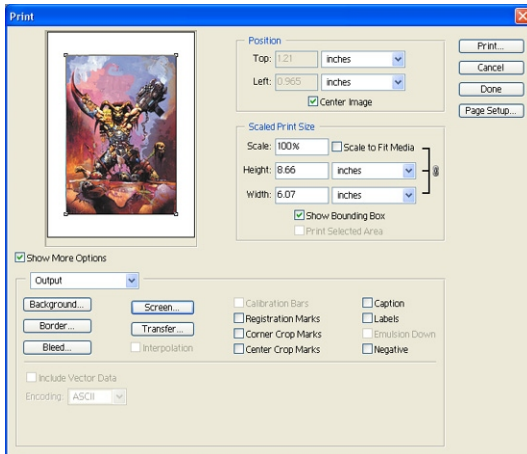 Print
Position
Top: 1.21 inches
Left: 0.965 inches
Center Image
Scaled Print Size
Scale: 100% Scale to Fit Media
Height: 8.66 inches
Width: 6.07 inches
Show Bounding Box
Print Selected Area
Print...
Cancel
Done
Page Setup...
Show More Options
Output
Background... Screen... Calibration Bars Caption
Border... Transfer... Registration Marks Labels
Bleed... Interpolation Corner Crop Marks Emulsion Down
Center Crop Marks Negative
Include Vector Data
Encoding: ASCII